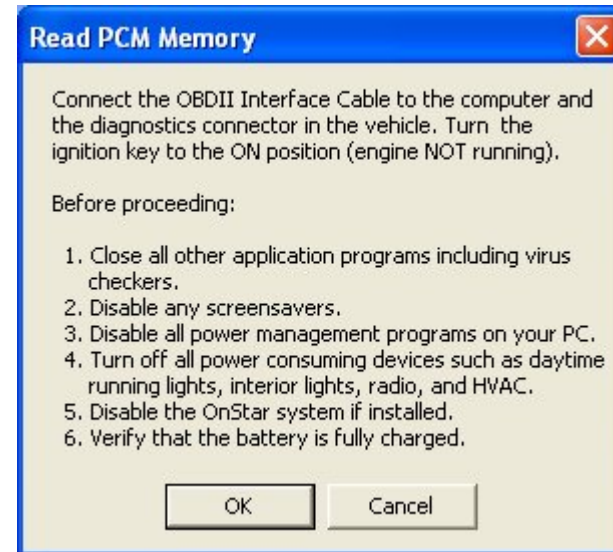 Read PCM Memory
Connect the OBDII Interface Cable to the computer and
the diagnostics connector in the vehicle. Turn the
ignition key to the ON position (engine NOT running).
Before proceeding:
1. Close all other application programs including virus
checkers.
2. Disable any screensavers.
3. Disable all power management programs on your PC.
4. Turn off all power consuming devices such as daytime
running lights, interior lights, radio, and HVAC.
5. Disable the OnStar system if installed.
6. Verify that the battery is fully charged.
OK Cancel